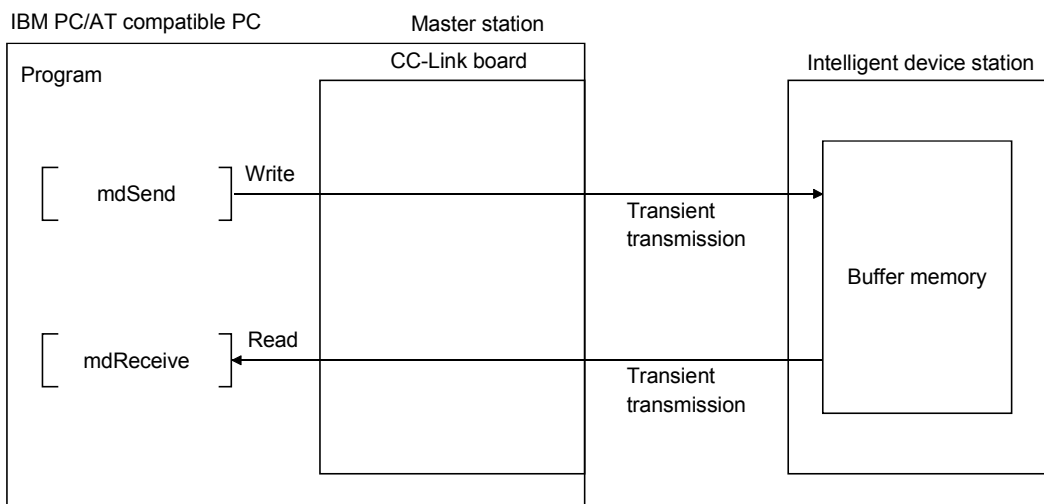 IBM PC/AT compatible PC
Master station
Program
CC-Link board
Intelligent device station
mdSend
Write
Transient
transmission
Buffer memory
mdReceive
Read
Transient
transmission